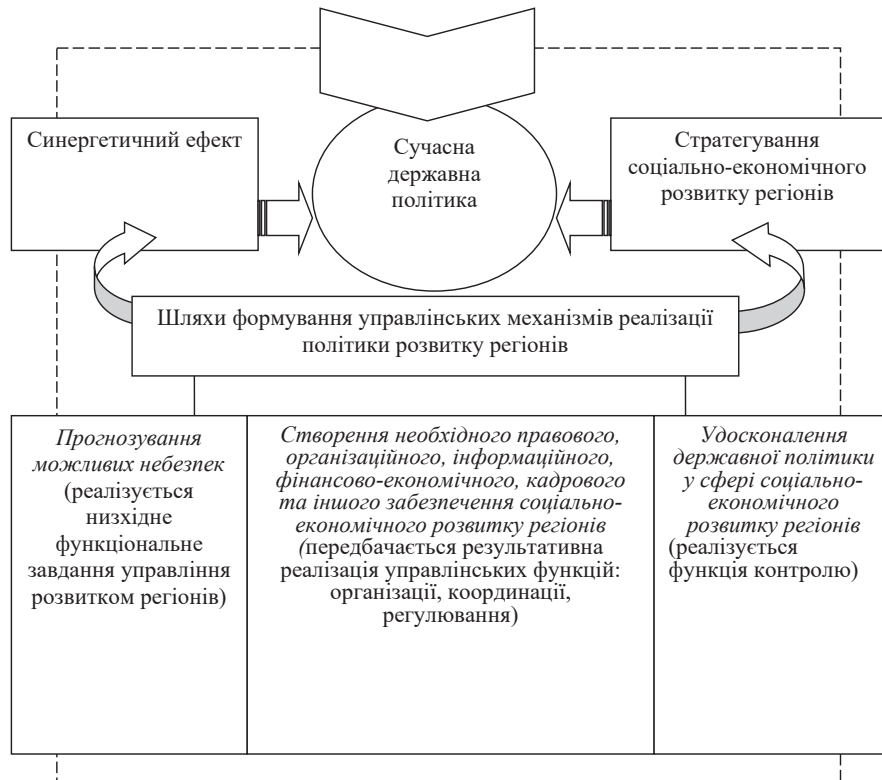 Синергетичний ефект
Сучасна
державна
політика
Стратегування
соціально-економічного
розвитку регіонів
Шляхи формування управлінських механізмів реалізації
політики розвитку регіонів
Прогнозування
можливих небезпек
(реалізується
низхідне
функціональне
завдання управління
розвитком регіонів)
Створення необхідного правового,
організаційного, інформаційного,
фінансово-економічного, кадрового
та іншого забезпечення соціально-
економічного розвитку регіонів
(передбачається результативна
реалізація управлінських функцій:
організації, координації,
регулювання)
Удосконалення
державної політики
у сфері соціально-
економічного
розвитку регіонів
(реалізується
функція контролю)